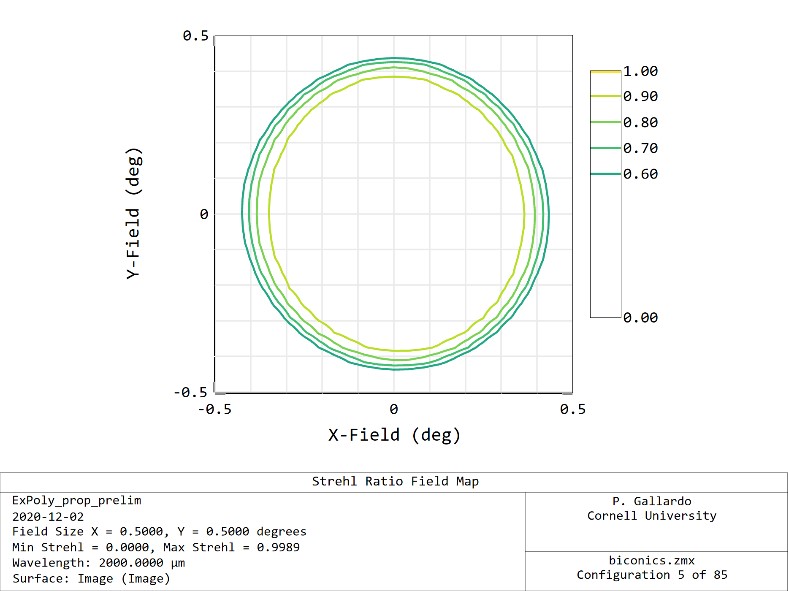 0.5
0
-0.5
Y-Field (deg)
-0.5
0
0.5
X-Field (deg)
1.00
0.90
0.80
0.70
0.60
0.00
Strehl Ratio Field Map
ExPoly_prop_prelim
2020-12-02
Field Size X = 0.5000, Y = 0.5000 degrees
Min Strehl = 0.0000, Max Strehl = 0.9989
Wavelength: 2000.0000 µm
Surface: Image (Image)
P. Gallardo
Cornell University
biconics.zmx
Configuration 5 of 85